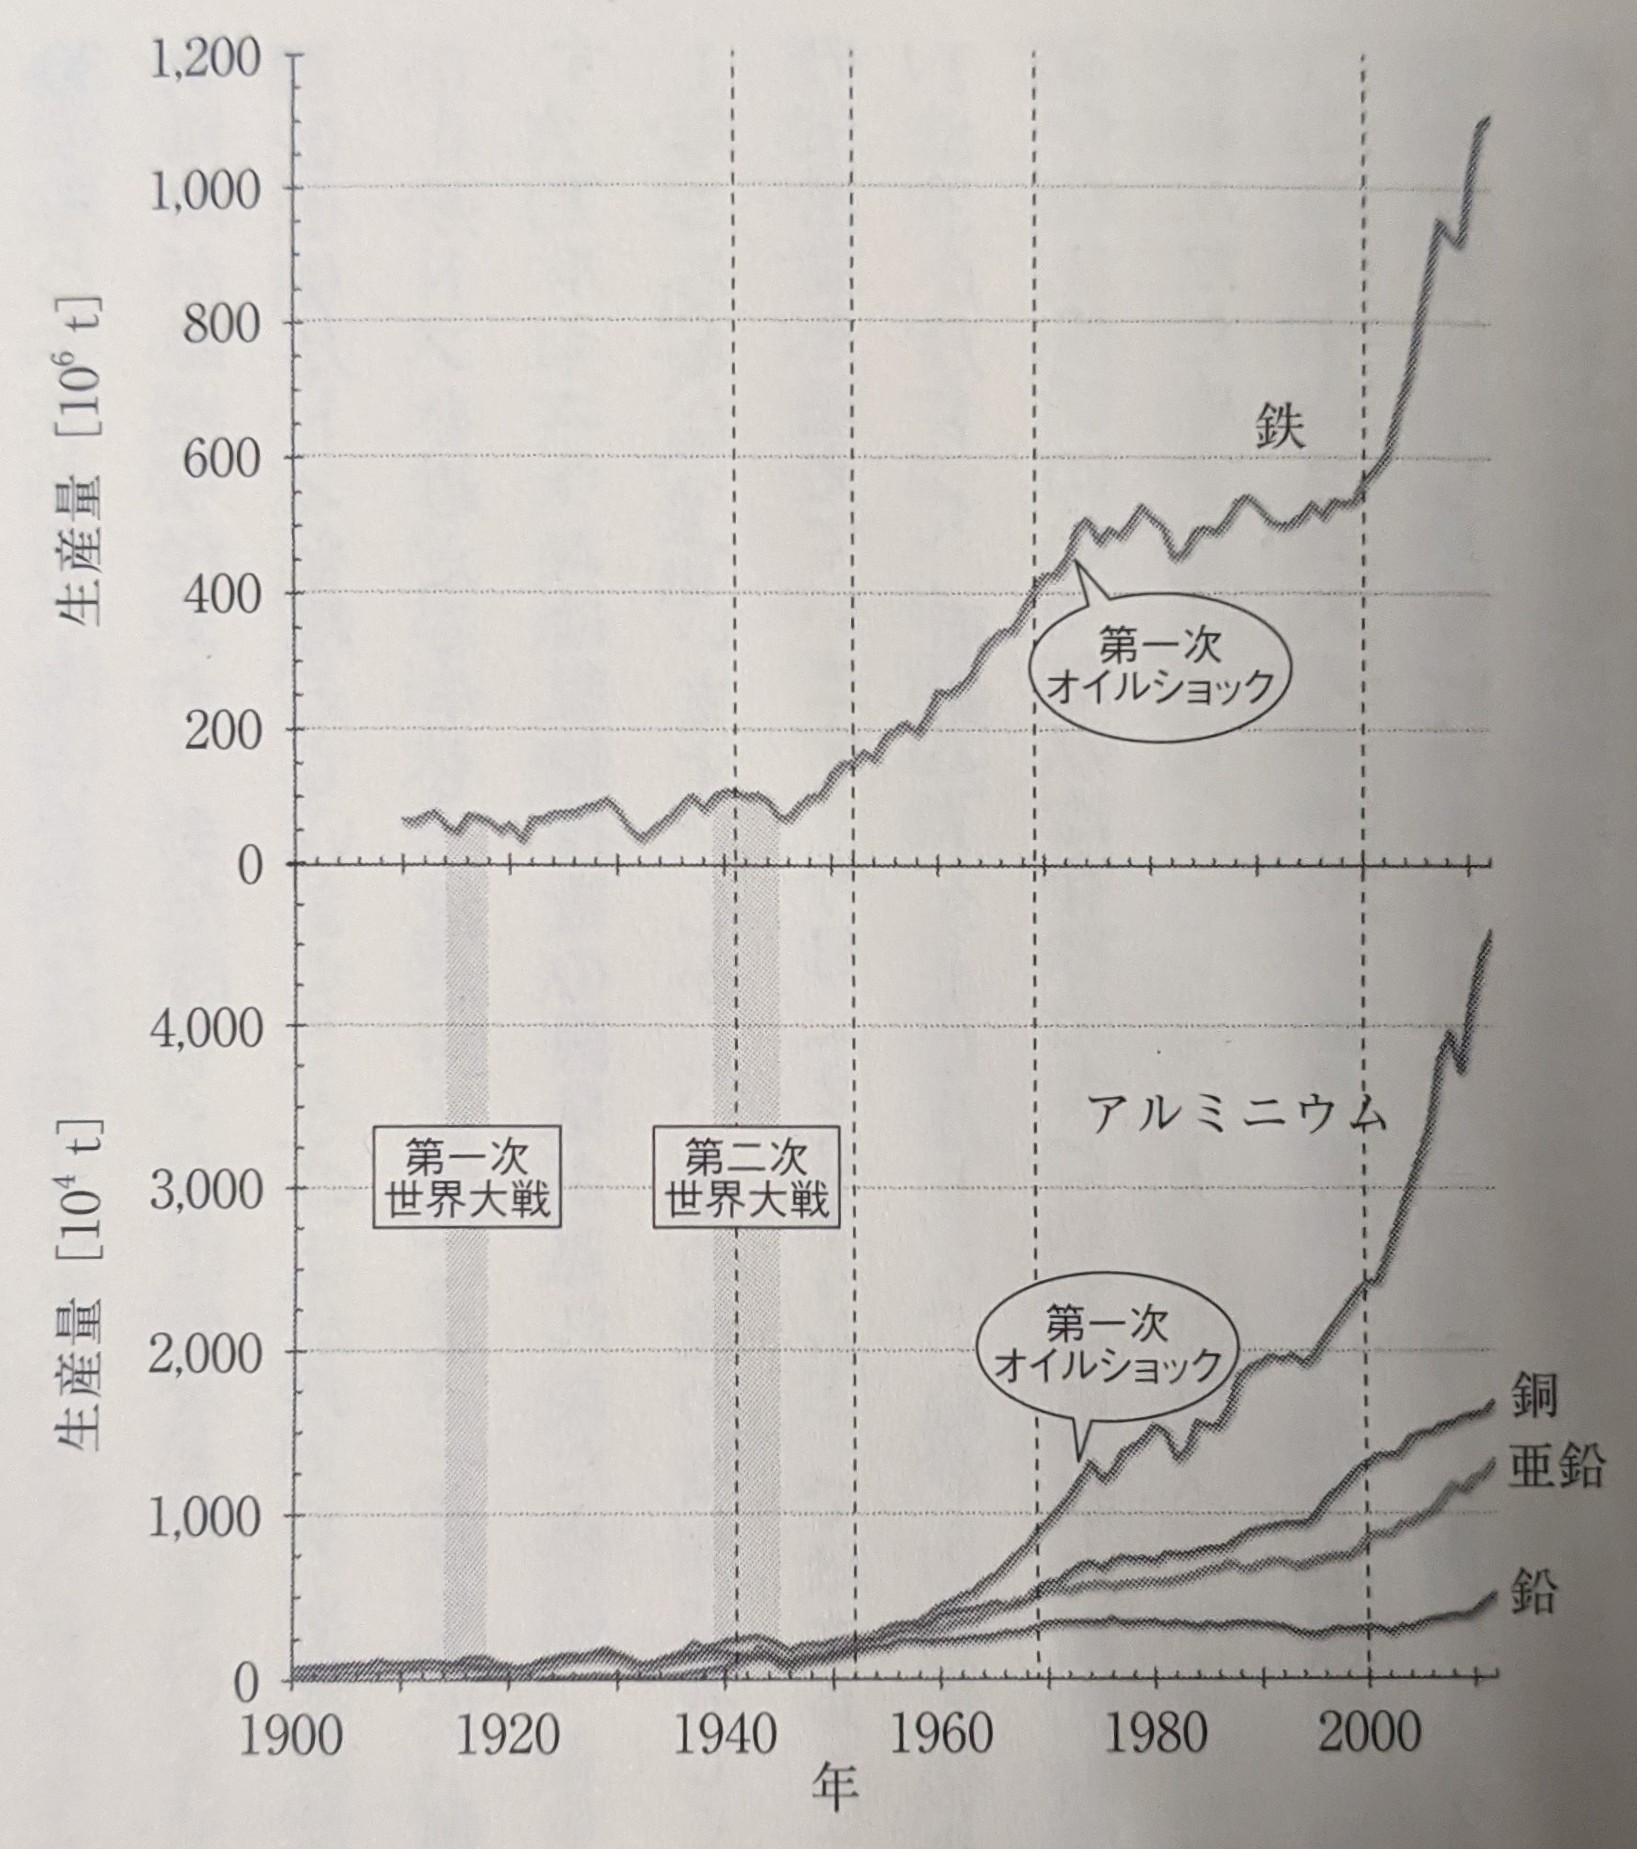 生産量［10⁶ t］
1,200
1,000
800
600
400
200
0
鉄
第一次
オイルショック
生産量［10⁴ t］
4,000
3,000
2,000
1,000
0
第一次
世界大戦
第二次
世界大戦
アルミニウム
第一次
オイルショック
銅
亜鉛
鉛
1900 1920 1940 1960 1980 2000
年